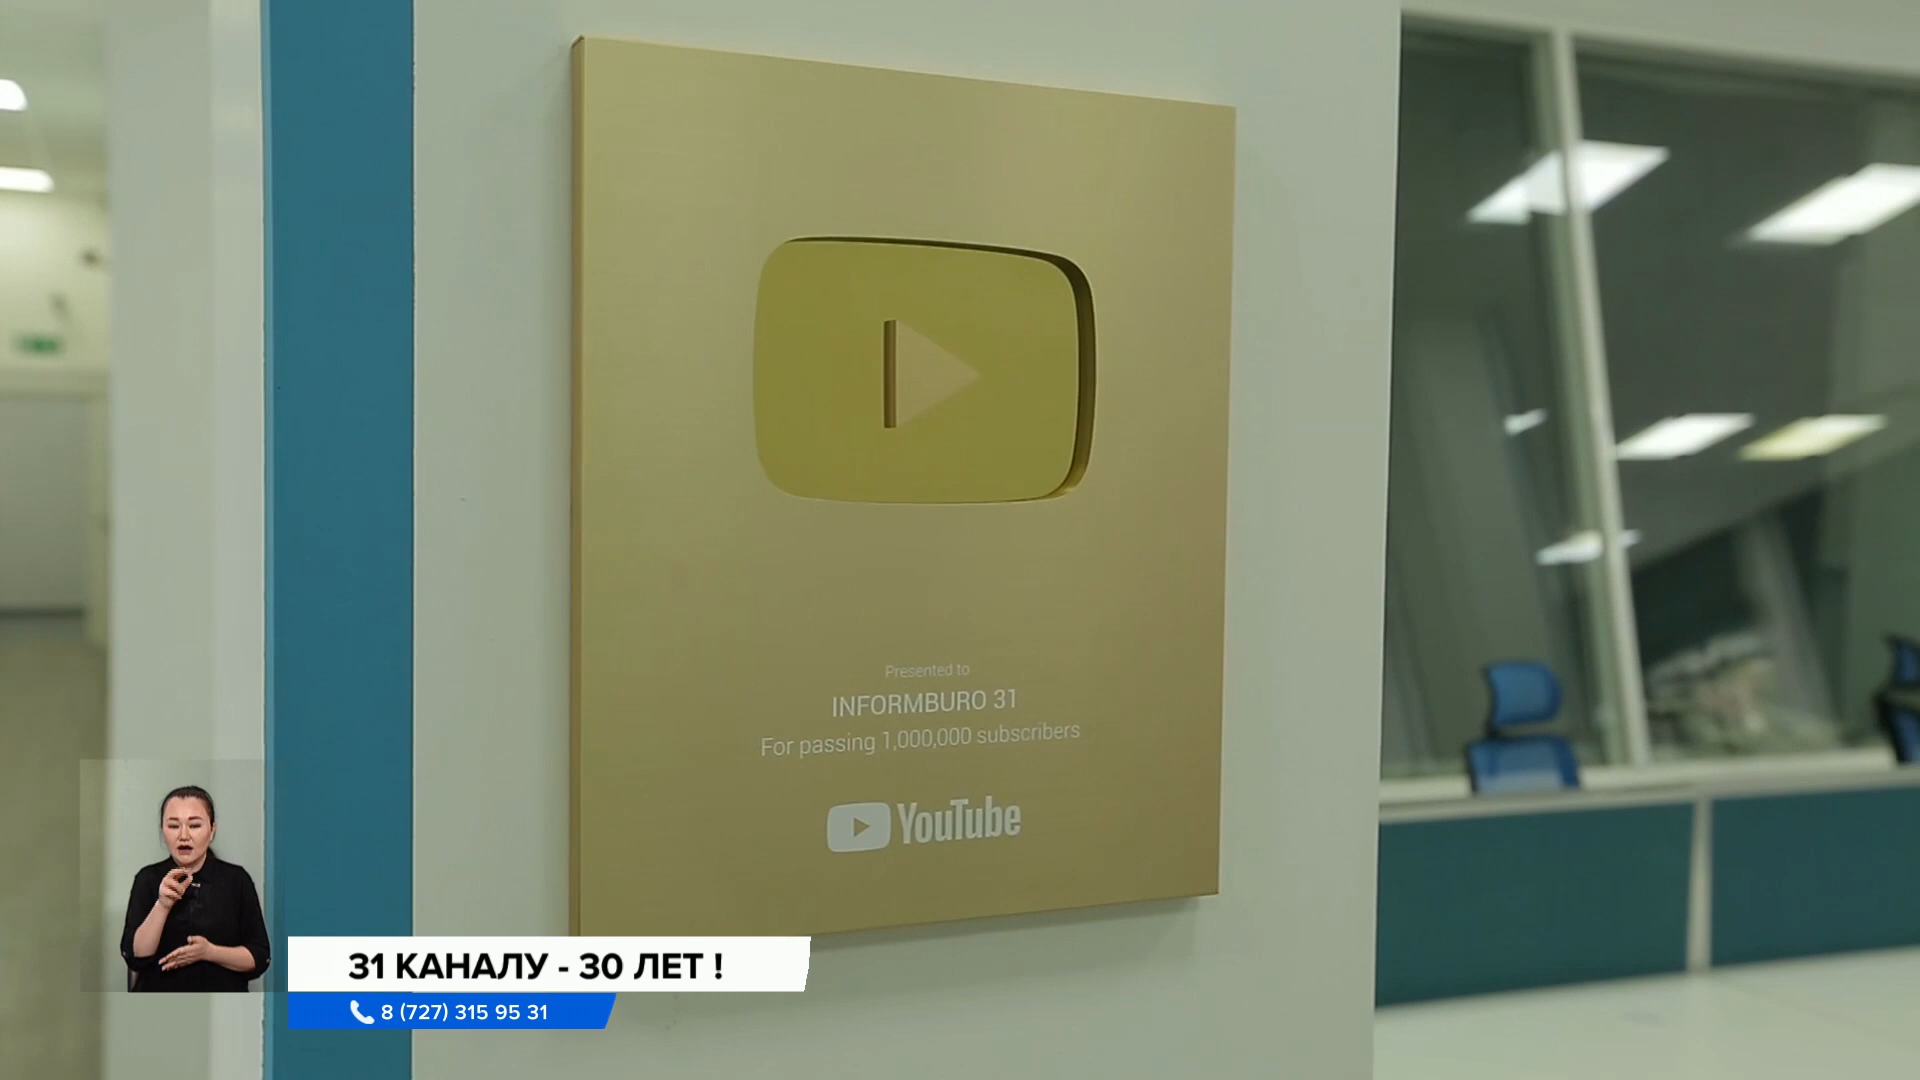 Presented to
INFORMBURO 31
For passing 1,000,000 subscribers
YouTube
31 КАНАЛУ - 30 ЛЕТ !
8 (727) 315 95 31